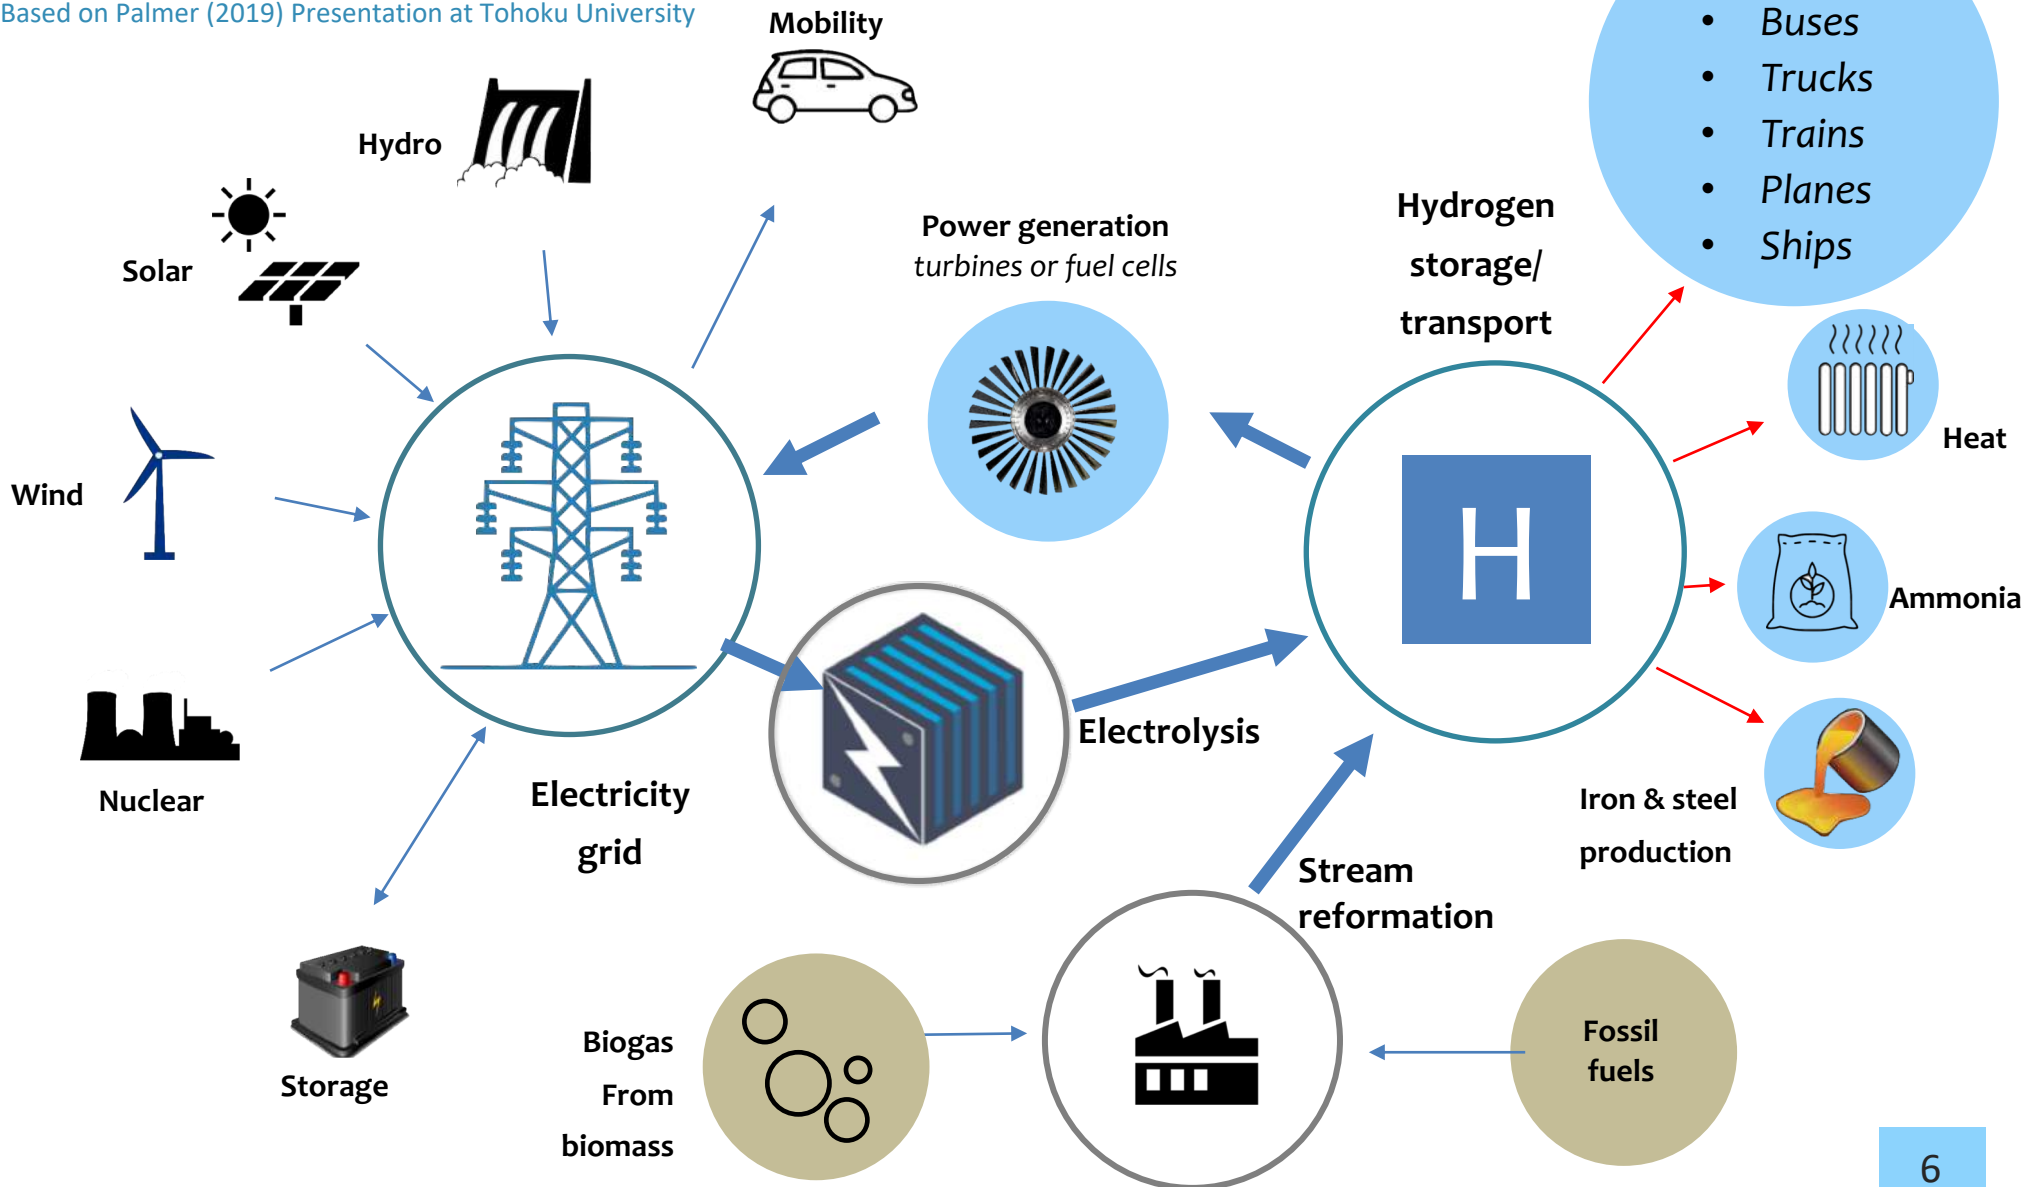 Based on Palmer (2019) Presentation at Tohoku University
Mobility
• Buses
• Trucks
• Trains
• Planes
• Ships
Hydro
Solar
Power generation
turbines or fuel cells
Hydrogen
storage/
transport
Wind
H
Heat
Ammonia
Nuclear
Electricity
grid
Electrolysis
Iron & steel
production
Stream
reformation
Storage
Biogas
From
biomass
Fossil
fuels
6